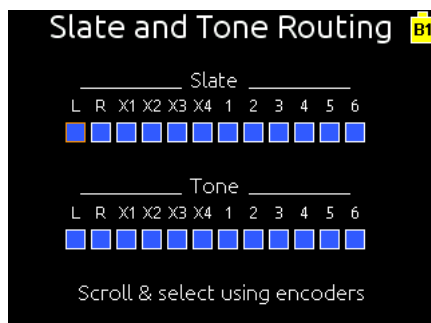 Slate and Tone Routing B1
Slate
L R X1 X2 X3 X4 1 2 3 4 5 6
Tone
L R X1 X2 X3 X4 1 2 3 4 5 6
Scroll & select using encoders